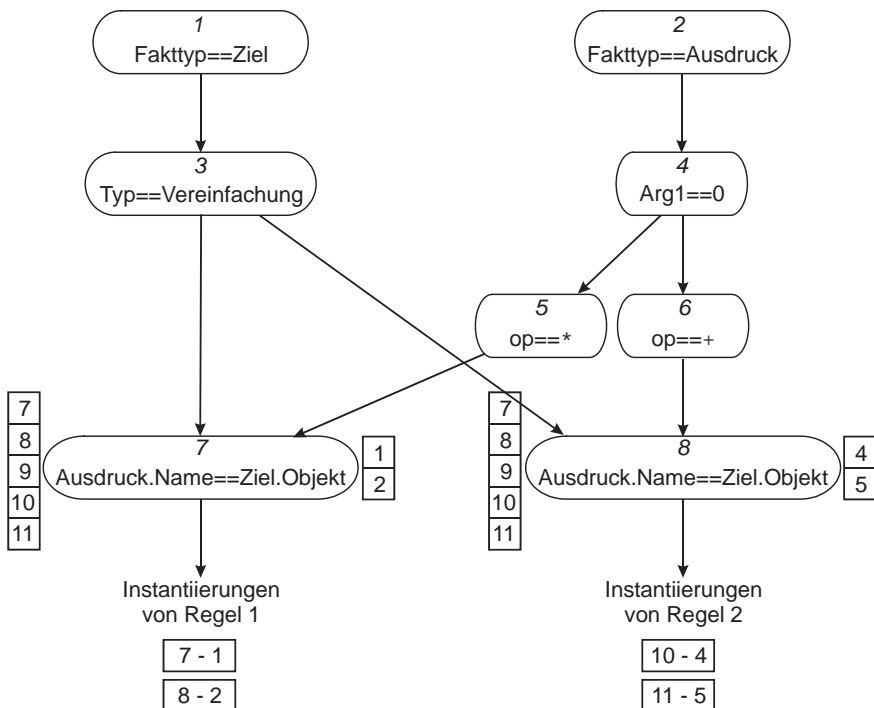 1
Fakttyp==Ziel
2
Fakttyp==Ausdruck
3
Typ==Vereinfachung
4
Arg1==0
5
op==*
6
op==+
7
8
9
10
11
7
Ausdruck.Name==Ziel.Objekt
1
2
7
8
9
10
11
8
Ausdruck.Name==Ziel.Objekt
4
5
Instantiierungen
von Regel 1
7 - 1
8 - 2
Instantiierungen
von Regel 2
10 - 4
11 - 5